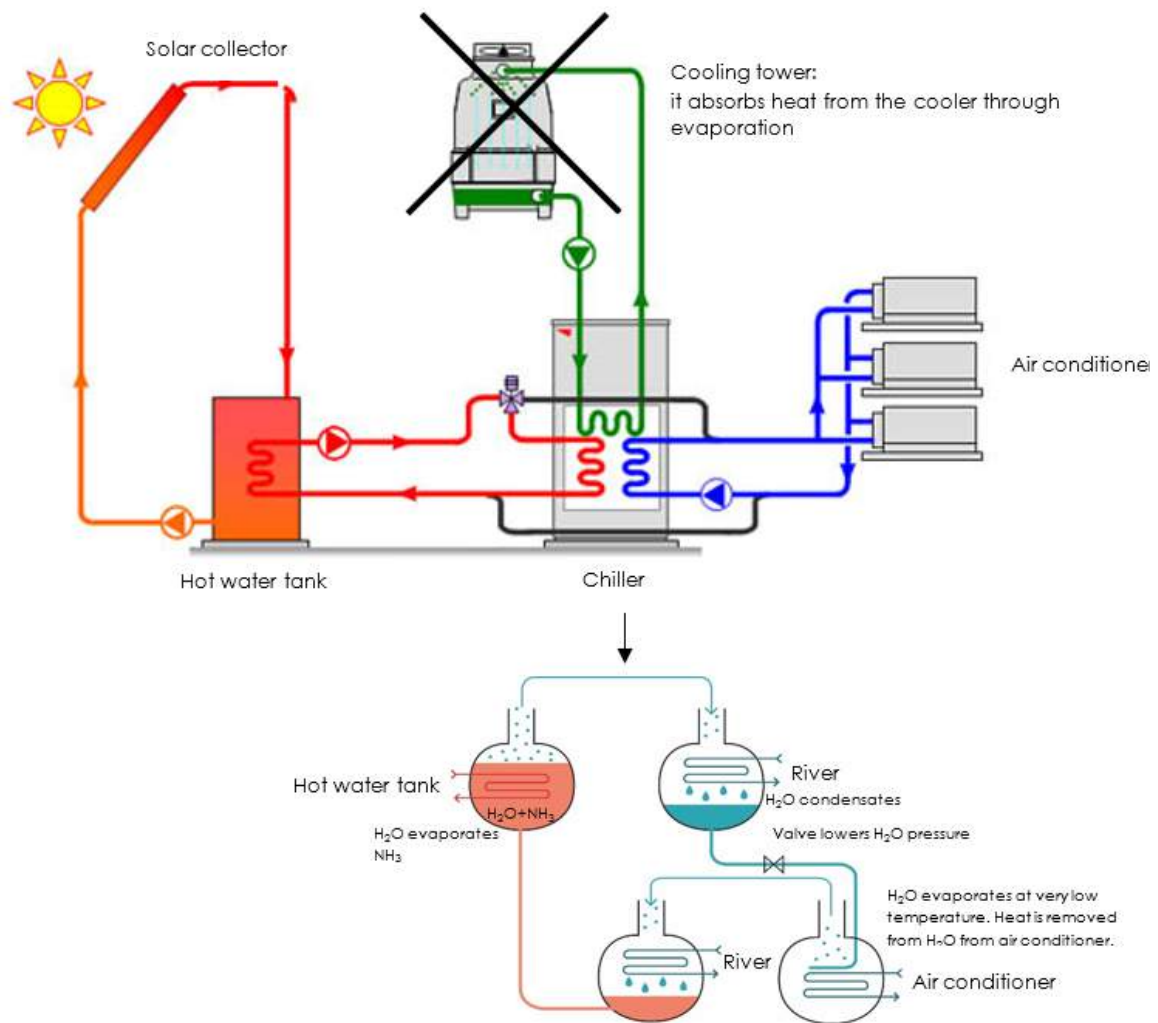 Solar collector
Cooling tower:
it absorbs heat from the cooler through
evaporation
Air conditioner
Hot water tank
Chiller
Hot water tank
H₂O+NH₃
H₂O evaporates
NH₃
River
H₂O condensates
Valve lowers H₂O pressure
H₂O evaporates at very low
temperature. Heat is removed
from H₂O from air conditioner.
River
Air conditioner